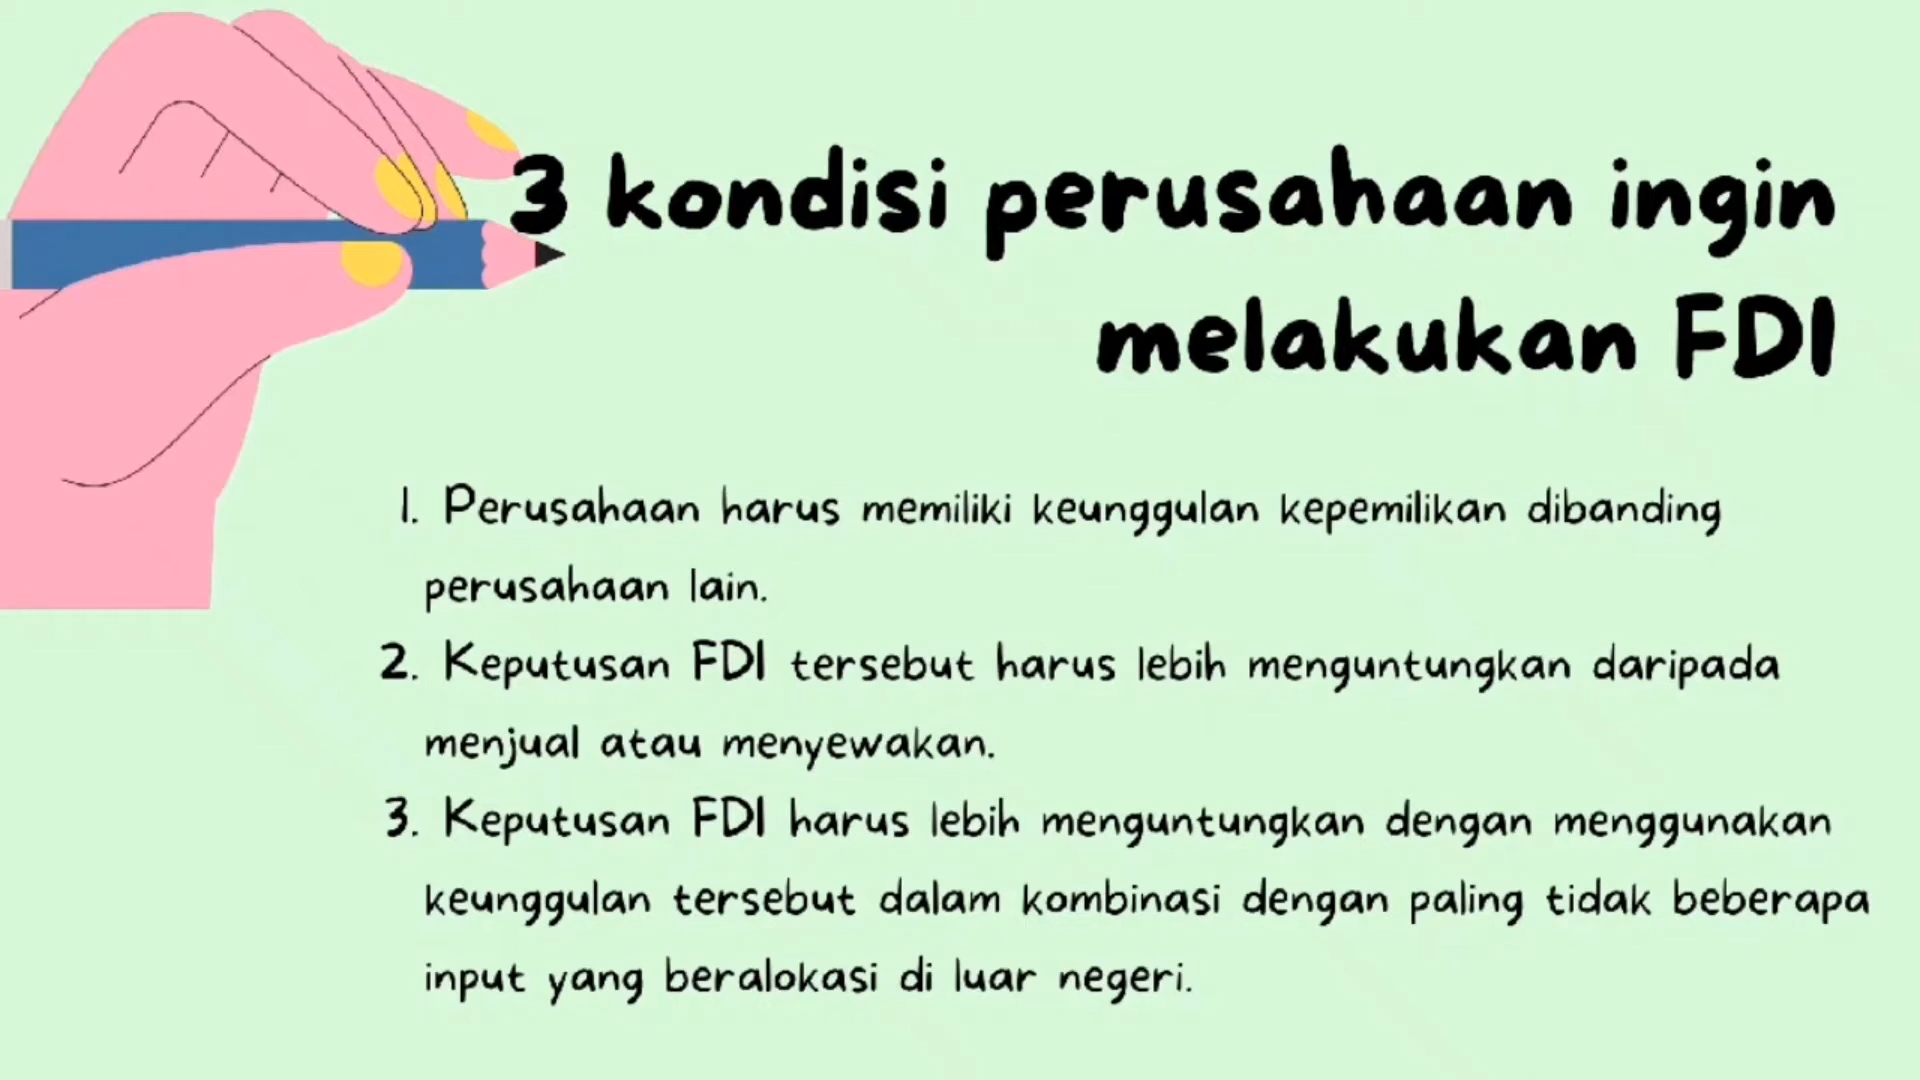 3 kondisi perusahaan ingin
melakukan FDI
1. Perusahaan harus memiliki keunggulan kepemilikan dibanding
perusahaan lain.
2. Keputusan FDI tersebut harus lebih menguntungkan daripada
menjual atau menyewakan.
3. Keputusan FDI harus lebih menguntungkan dengan menggunakan
keunggulan tersebut dalam kombinasi dengan paling tidak beberapa
input yang beralokasi di luar negeri.